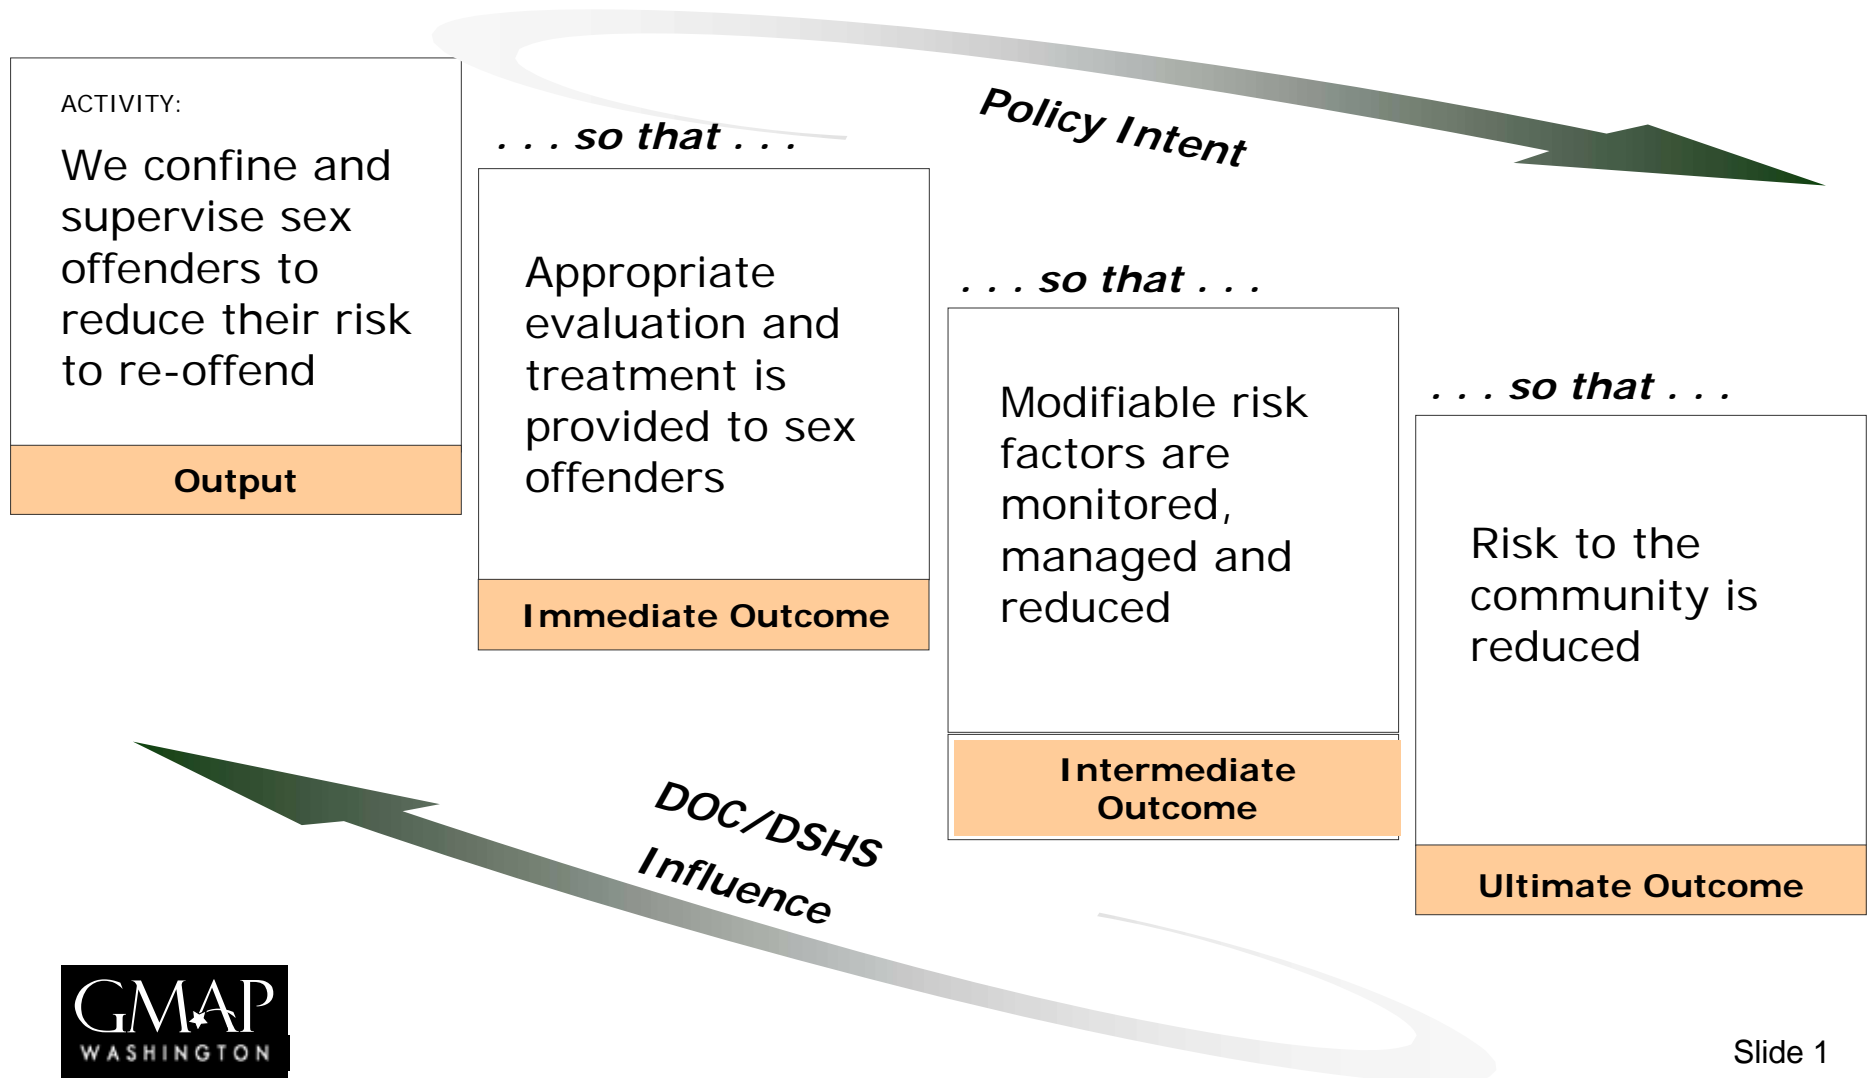 ACTIVITY:
We confine and
supervise sex
offenders to
reduce their risk
to re-offend
Output
. . . so that . . .
Appropriate
evaluation and
treatment is
provided to sex
offenders
Immediate Outcome
Policy Intent
. . . so that . . .
Modifiable risk
factors are
monitored,
managed and
reduced
Intermediate
Outcome
. . . so that . . .
Risk to the
community is
reduced
Ultimate Outcome
DOC/DSHS
Influence
GMAP
WASHINGTON
Slide 1